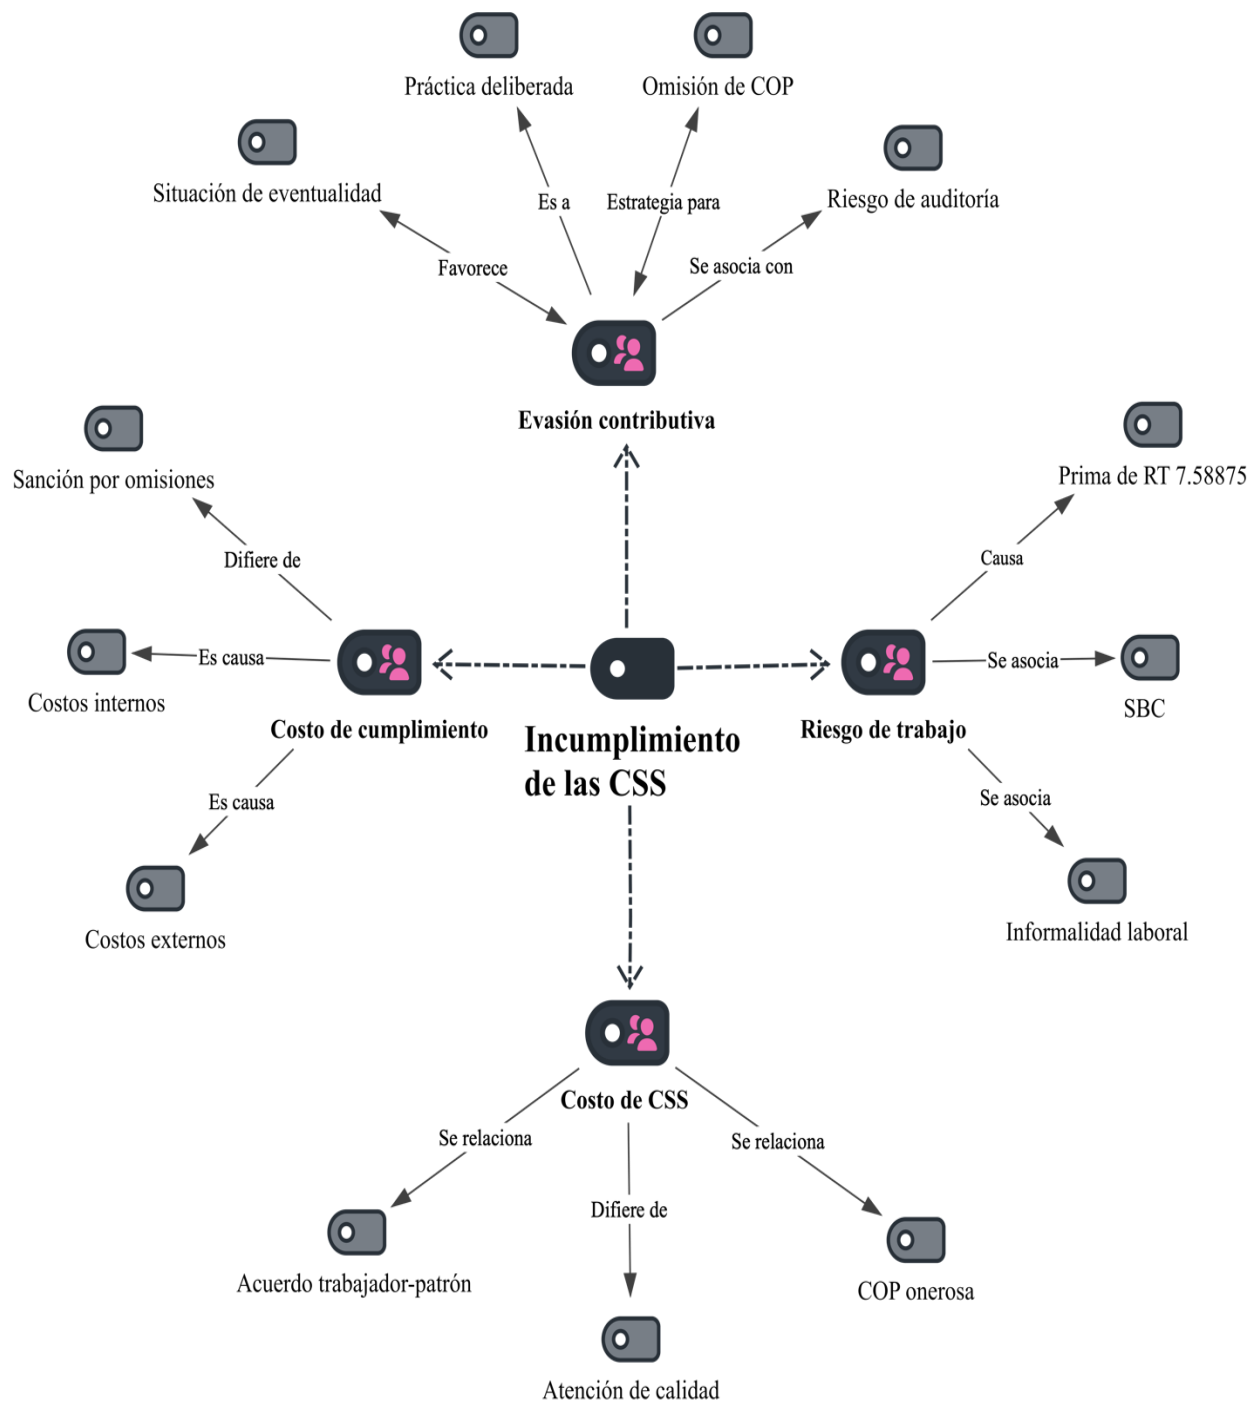 Práctica deliberada
Omisión de COP
Situación de eventualidad
Riesgo de auditoría
Es a
Estrategia para
Favorece
Se asocia con
Evasión contributiva
Sanción por omisiones
Prima de RT 7.58875
Difiere de
Causa
Es causa
Se asocia
Costos internos
SBC
Costo de cumplimiento
Incumplimiento
de las CSS
Riesgo de trabajo
Es causa
Se asocia
Costos externos
Informalidad laboral
Costo de CSS
Se relaciona
Se relaciona
Difiere de
Acuerdo trabajador-patrón
COP onerosa
Atención de calidad